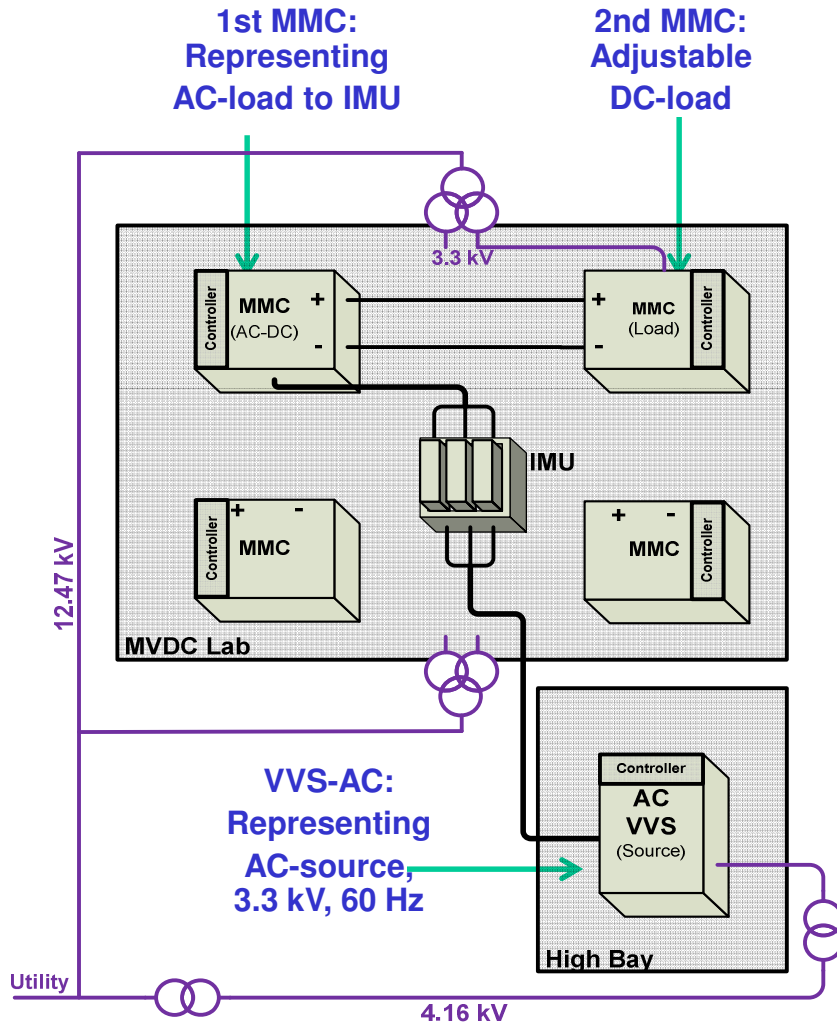 1st MMC:
Representing
AC-load to IMU
2nd MMC:
Adjustable
DC-load
3.3 kV
Controller
MMC
(AC-DC)
+
-
+
-
MMC
(Load)
Controller
IMU
Controller
+ -
MMC
+ -
MMC
Controller
12.47 kV
MVDC Lab
VVS-AC:
Representing
AC-source,
3.3 kV, 60 Hz
Controller
AC
VVS
(Source)
High Bay
Utility
4.16 kV